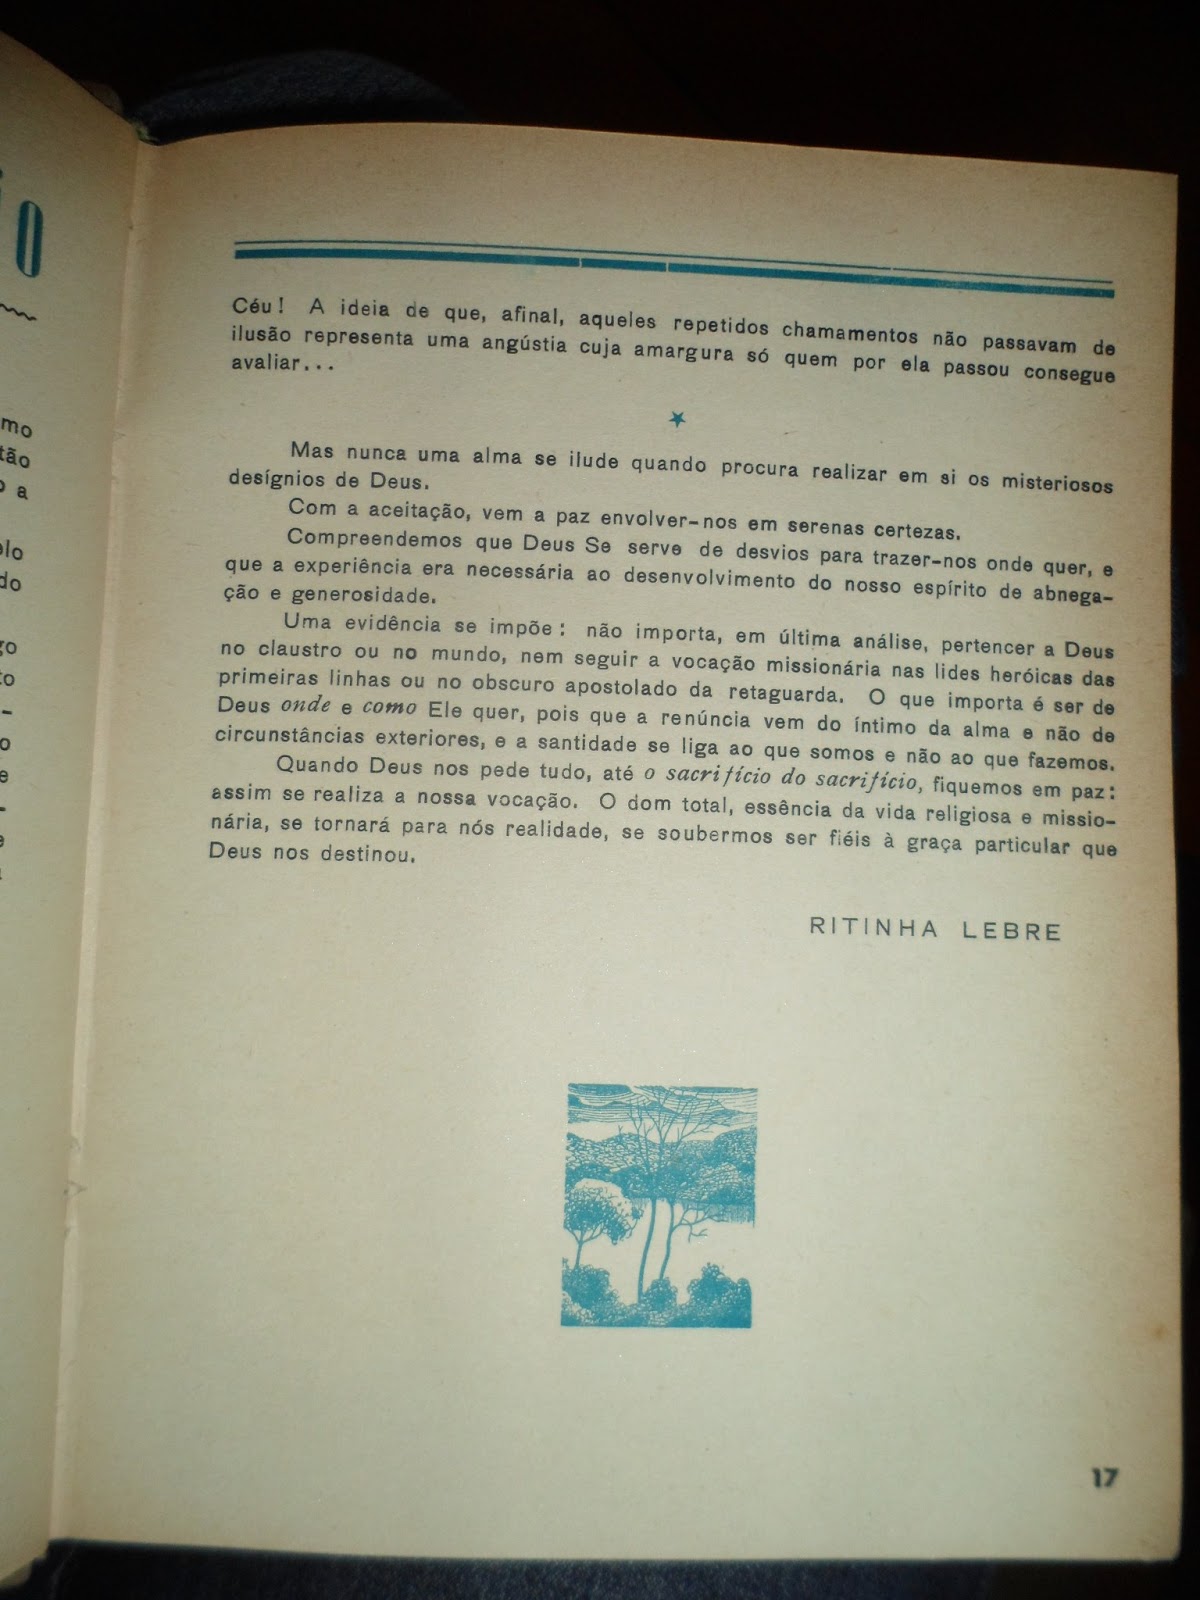 io
mo
tão
o a
elo
do
go
to
–
o
e
–
e
Céu! A ideia de que, afinal, aqueles repetidos chamamentos não passavam de
ilusão representa uma angústia cuja amargura só quem por ela passou consegue
avaliar...
Mas nunca uma alma se ilude quando procura realizar em si os misteriosos
desígnios de Deus.
Com a aceitação, vem a paz envolver-nos em serenas certezas.
Compreendemos que Deus Se serve de desvios para trazer-nos onde quer, e
que a experiência era necessária ao desenvolvimento do nosso espírito de abnega-
ção e generosidade.
Uma evidência se impõe: não importa, em última análise, pertencer a Deus
no claustro ou no mundo, nem seguir a vocação missionária nas lides heróicas das
primeiras linhas ou no obscuro apostolado da retaguarda. O que importa é ser de
Deus onde e como Ele quer, pois que a renúncia vem do íntimo da alma e não de
circunstâncias exteriores, e a santidade se liga ao que somos e não ao que fazemos.
Quando Deus nos pede tudo, até o sacrifício do sacrifício, fiquemos em paz:
assim se realiza a nossa vocação. O dom total, essência da vida religiosa e missio-
nária, se tornará para nós realidade, se soubermos ser fiéis à graça particular que
Deus nos destinou.
RITINHA LEBRE
17